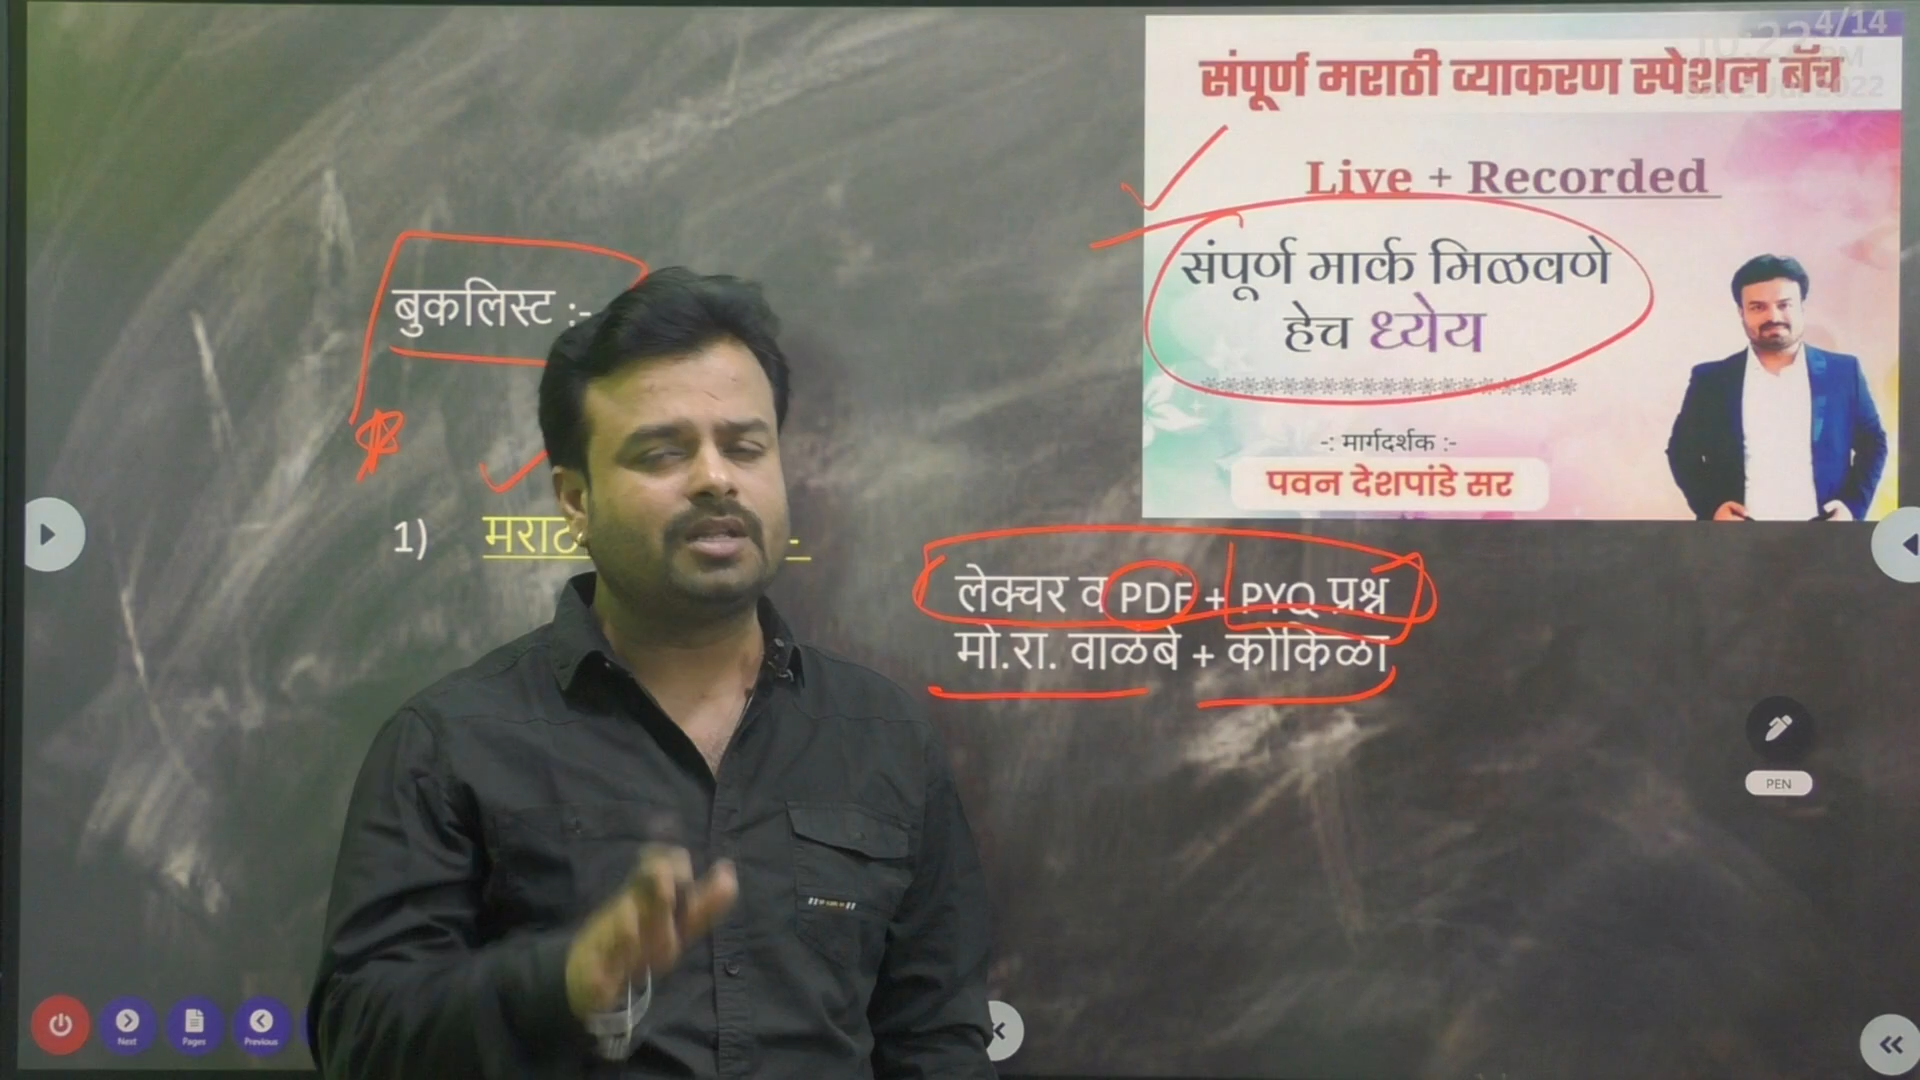 4/14
संपूर्ण मराठी व्याकरण स्पेशल बॅच
Live + Recorded
संपूर्ण मार्क मिळवणे
हेच ध्येय
-: मार्गदर्शक :-
पवन देशपांडे सर
बुकलिस्ट :-
1)
लेक्चर व PDF + PYQ प्रश्न
मो.रा. वाळंबे + कोकिळा
PEN
Next
Pages
Previous